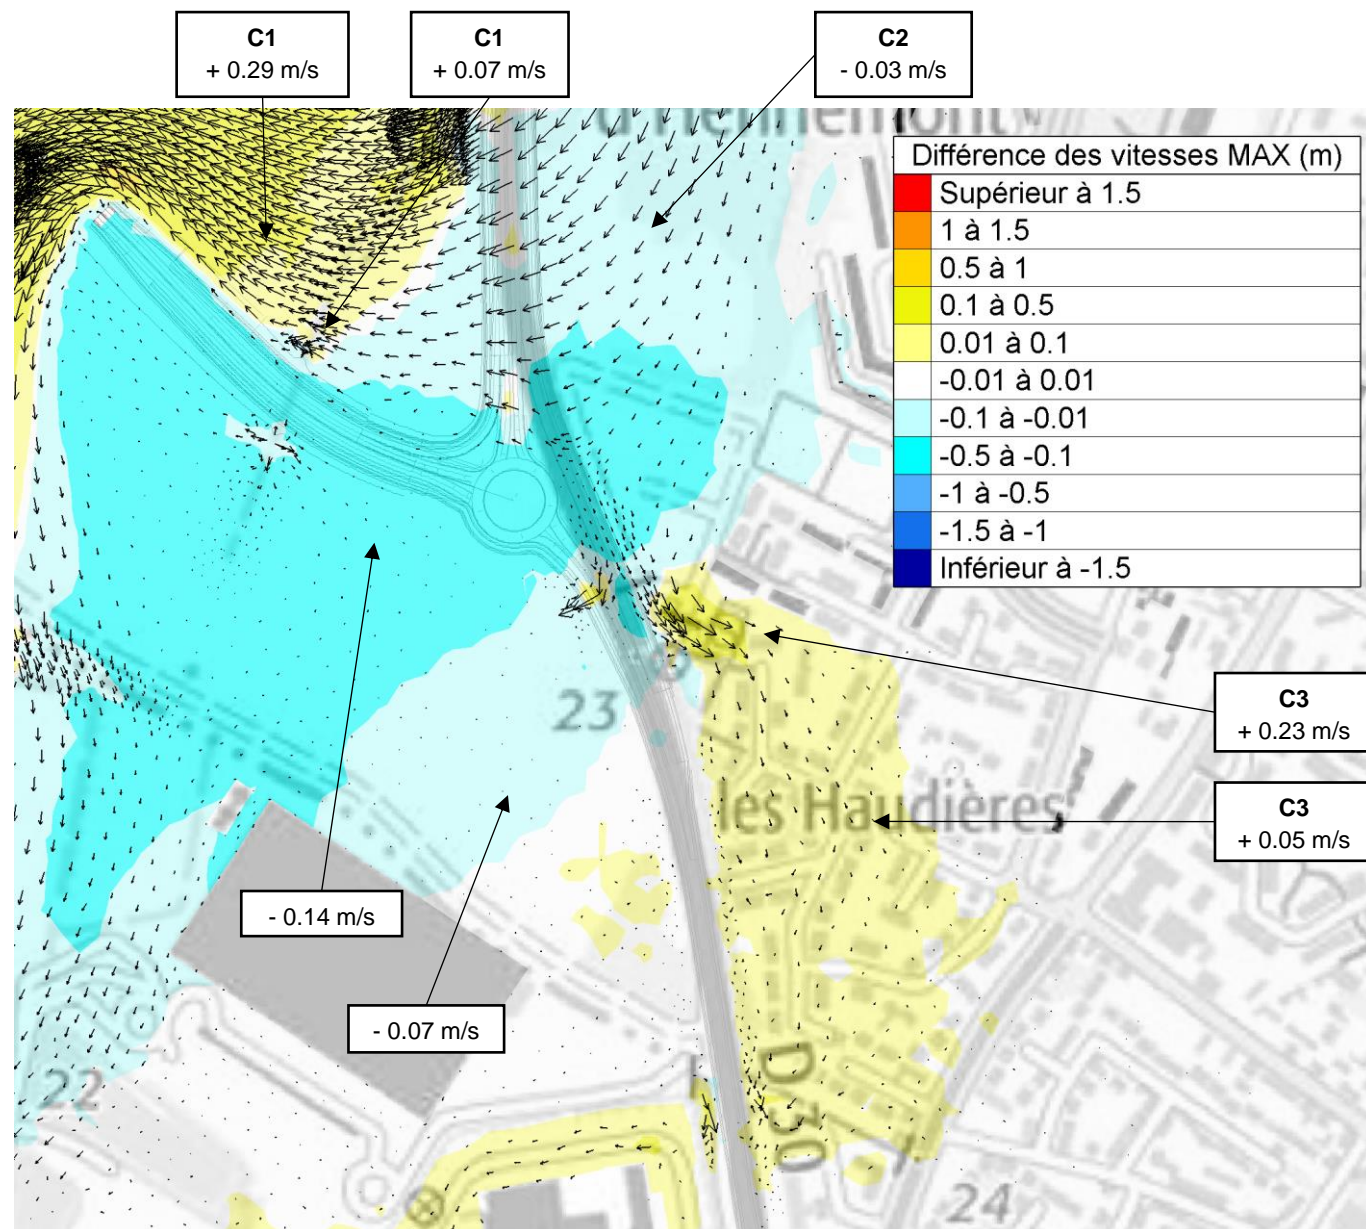 C1
+ 0.29 m/s
C1
+ 0.07 m/s
C2
- 0.03 m/s
d'Hennemont
Différence des vitesses MAX (m)
Supérieur à 1.5
1 à 1.5
0.5 à 1
0.1 à 0.5
0.01 à 0.1
-0.01 à 0.01
-0.1 à -0.01
-0.5 à -0.1
-1 à -0.5
-1.5 à -1
Inférieur à -1.5
C3
+ 0.23 m/s
23
les Haudières
C3
+ 0.05 m/s
- 0.14 m/s
- 0.07 m/s
22
D 30
24